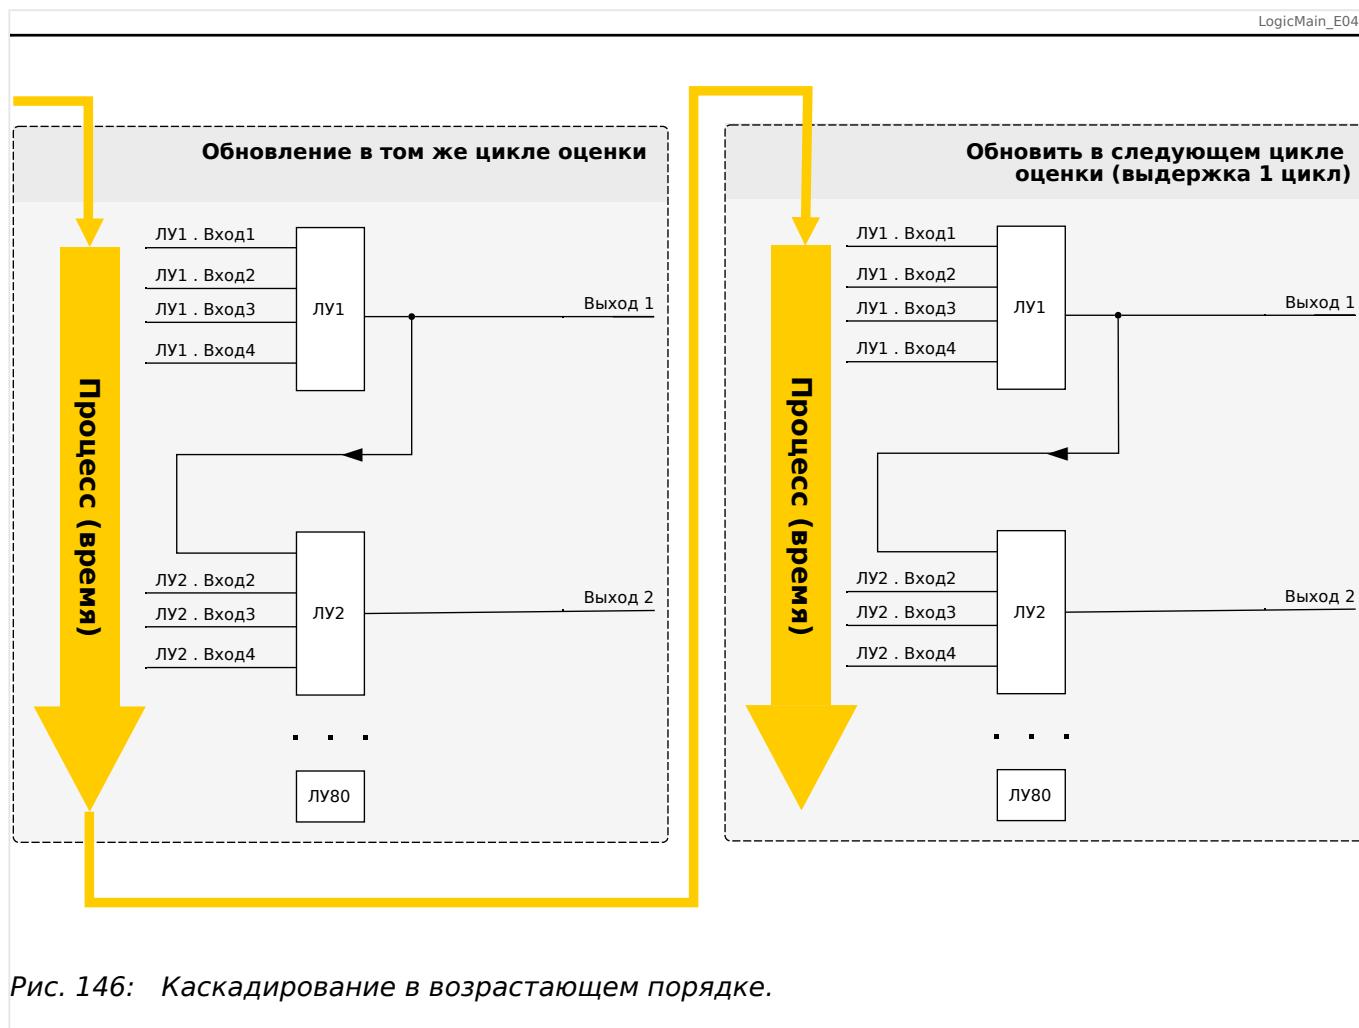 LogicMain_E04
Обновление в том же цикле оценки
ЛУ1 . Вход1
ЛУ1 . Вход2
ЛУ1 . Вход3
ЛУ1 . Вход4
ЛУ1
Выход 1
Процесс (время)
ЛУ2 . Вход2
ЛУ2 . Вход3
ЛУ2 . Вход4
ЛУ2
Выход 2
. . .
ЛУ80
Обновить в следующем цикле
оценки (выдержка 1 цикл)
ЛУ1 . Вход1
ЛУ1 . Вход2
ЛУ1 . Вход3
ЛУ1 . Вход4
ЛУ1
Выход 1
Процесс (время)
ЛУ2 . Вход2
ЛУ2 . Вход3
ЛУ2 . Вход4
ЛУ2
Выход 2
. . .
ЛУ80
Рис. 146: Каскадирование в возрастающем порядке.